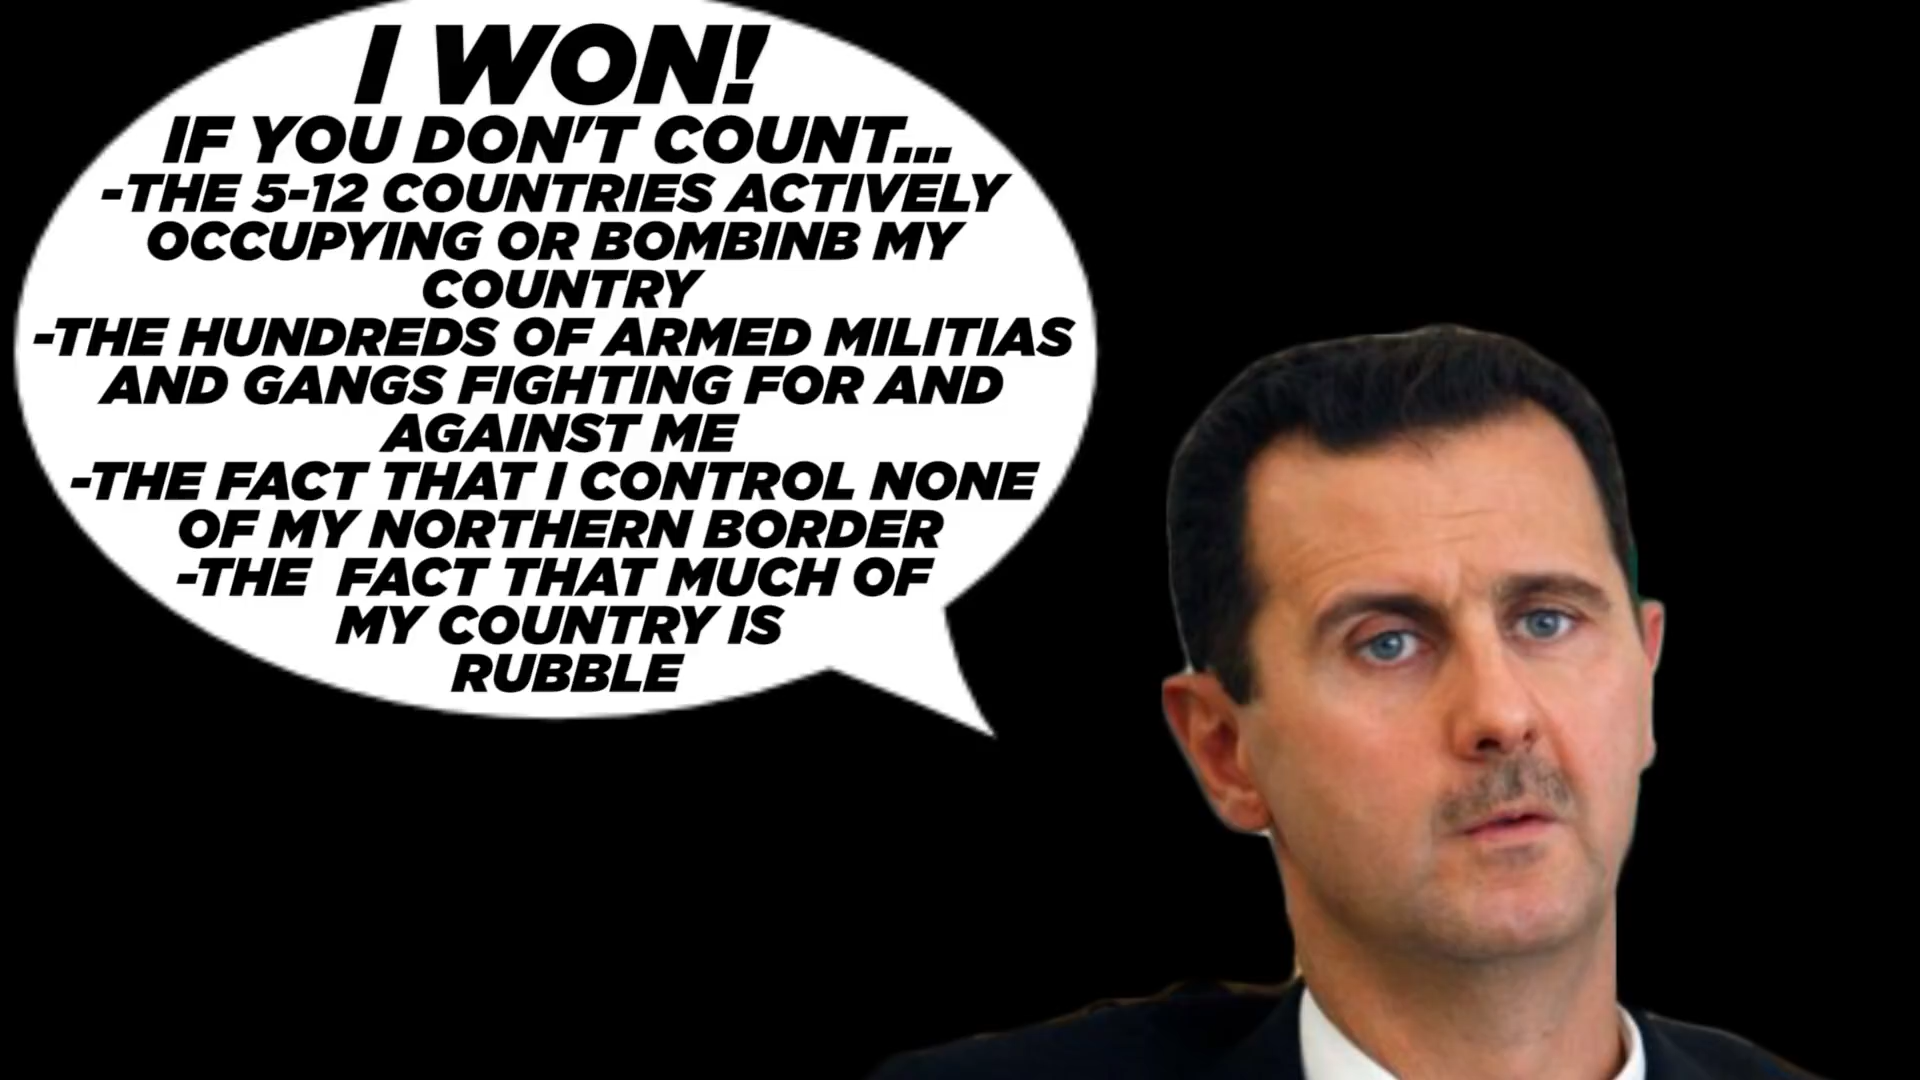 I WON!
IF YOU DON'T COUNT...
-THE 5-12 COUNTRIES ACTIVELY
OCCUPYING OR BOMBINB MY
COUNTRY
-THE HUNDREDS OF ARMED MILITIAS
AND GANGS FIGHTING FOR AND
AGAINST ME
-THE FACT THAT I CONTROL NONE
OF MY NORTHERN BORDER
-THE  FACT THAT MUCH OF
MY COUNTRY IS
RUBBLE